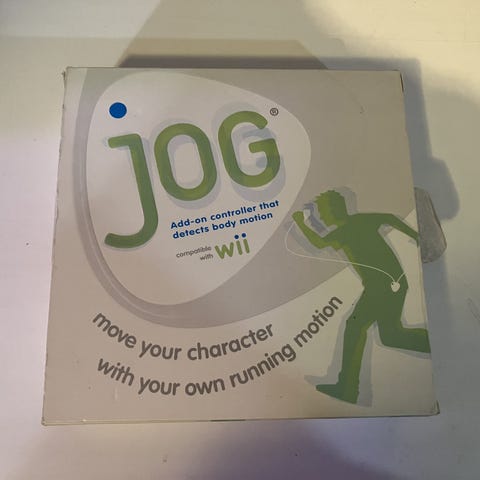 JOG®
Add-on controller that
detects body motion
compatible
with wii
move your character
with your own running motion